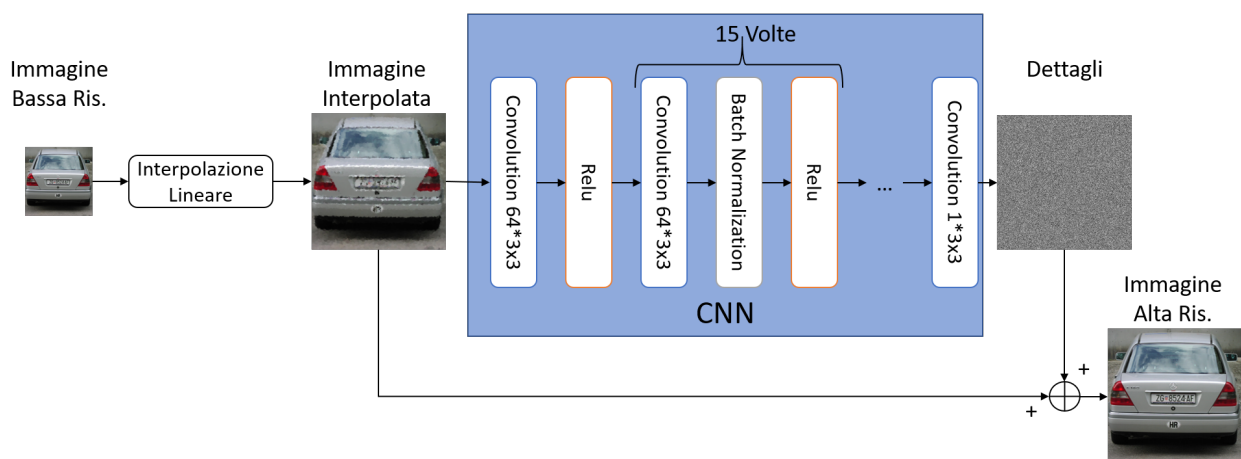 Immagine
Bassa Ris.
Interpolazione
Lineare
Immagine
Interpolata
15 Volte
Convolution 64*3x3
Relu
Convolution 64*3x3
Batch Normalization
Relu
...
Convolution 1*3x3
CNN
Dettagli
+
+
Immagine
Alta Ris.
ZG·8524AF
HR